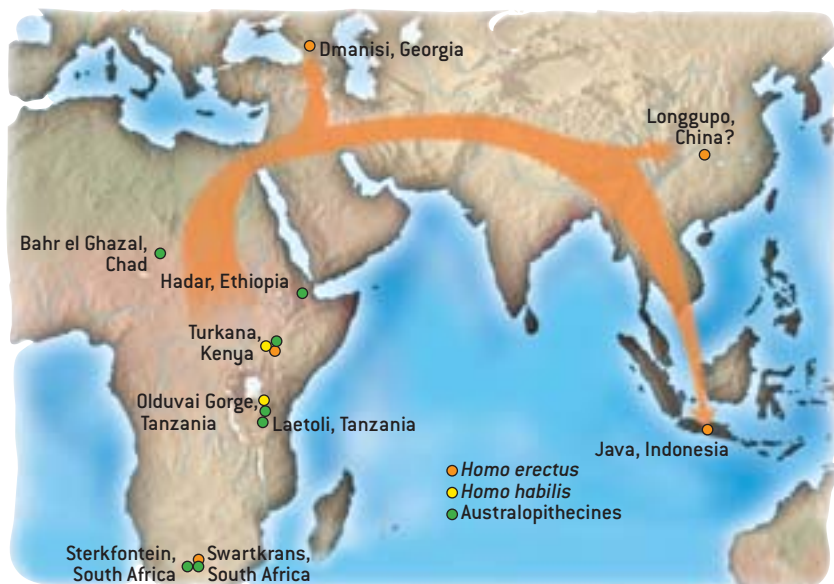 Dmanisi, Georgia
Longgupo,
China?
Bahr el Ghazal,
Chad
Hadar, Ethiopia
Turkana,
Kenya
Olduvai Gorge,
Tanzania
Laetoli, Tanzania
Java, Indonesia
Homo erectus
Homo habilis
Australopithecines
Sterkfontein,
South Africa
Swartkrans,
South Africa